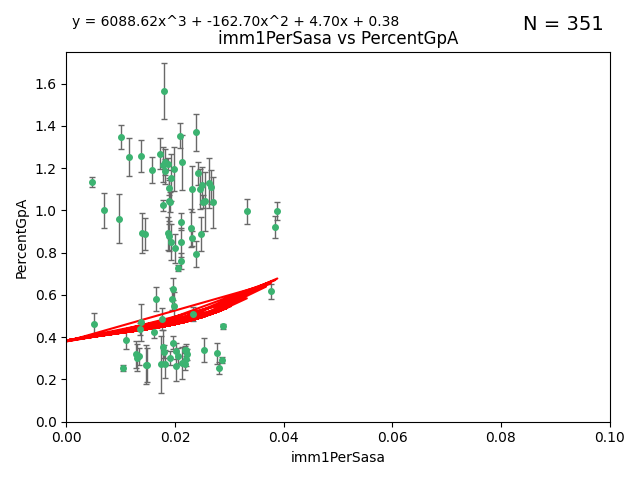 y = 6088.62x^3 + -162.70x^2 + 4.70x + 0.38
N = 351
imm1PerSasa vs PercentGpA
PercentGpA
1.6
1.4
1.2
1.0
0.8
0.6
0.4
0.2
0.0
0.00 0.02 0.04 0.06 0.08 0.10
imm1PerSasa